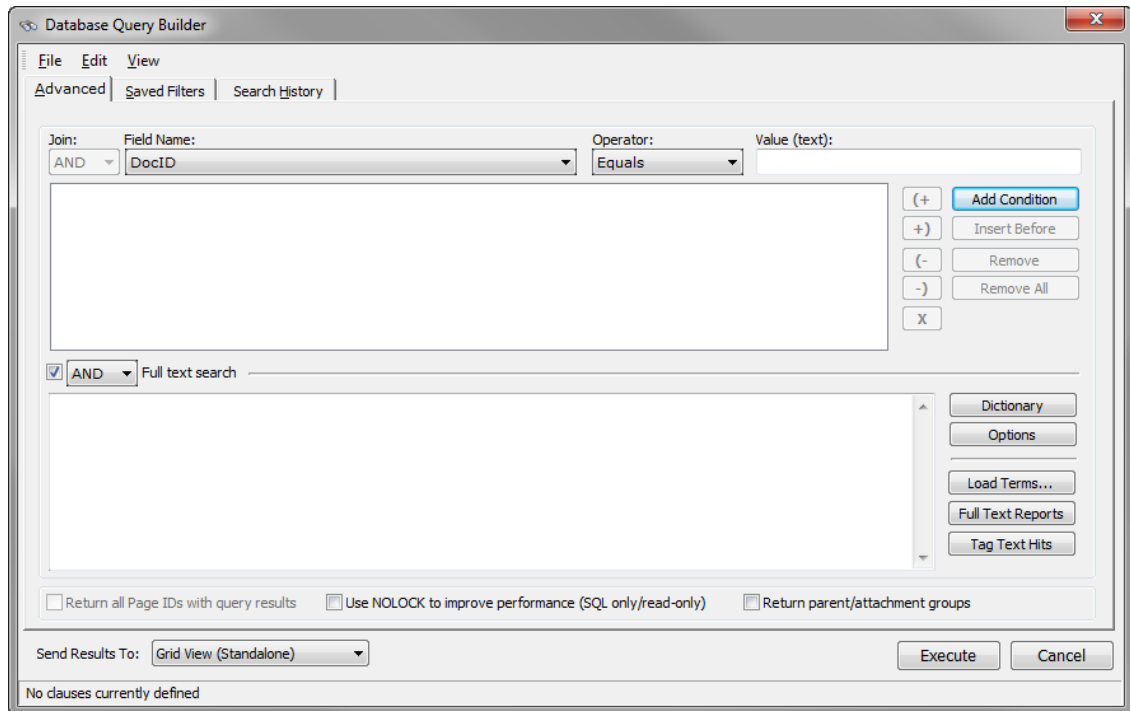 Database Query Builder
File Edit View
Advanced Saved Filters Search History
Join: Field Name: Operator: Value (text):
AND DocID Equals
(+ Add Condition
+) Insert Before
(- Remove
-) Remove All
X
AND Full text search
Dictionary
Options
Load Terms...
Full Text Reports
Tag Text Hits
Return all Page IDs with query results Use NOLOCK to improve performance (SQL only/read-only) Return parent/attachment groups
Send Results To: Grid View (Standalone) Execute Cancel
No clauses currently defined